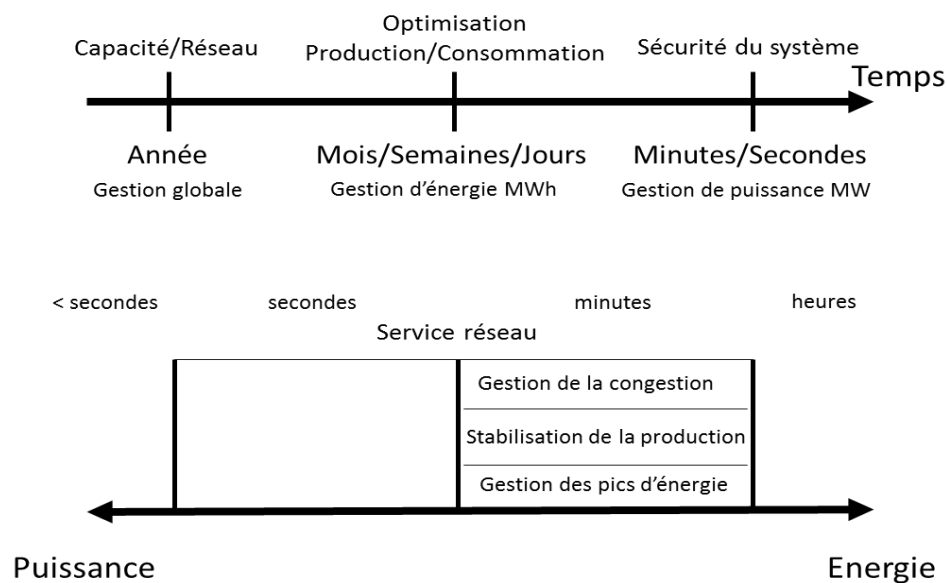 Optimisation
Capacité/Réseau
Production/Consommation
Sécurité du système
Temps
Année
Mois/Semaines/Jours
Minutes/Secondes
Gestion globale
Gestion d'énergie MWh
Gestion de puissance MW
< secondes
secondes
minutes
heures
Service réseau
Gestion de la congestion
Stabilisation de la production
Gestion des pics d'énergie
Puissance
Energie